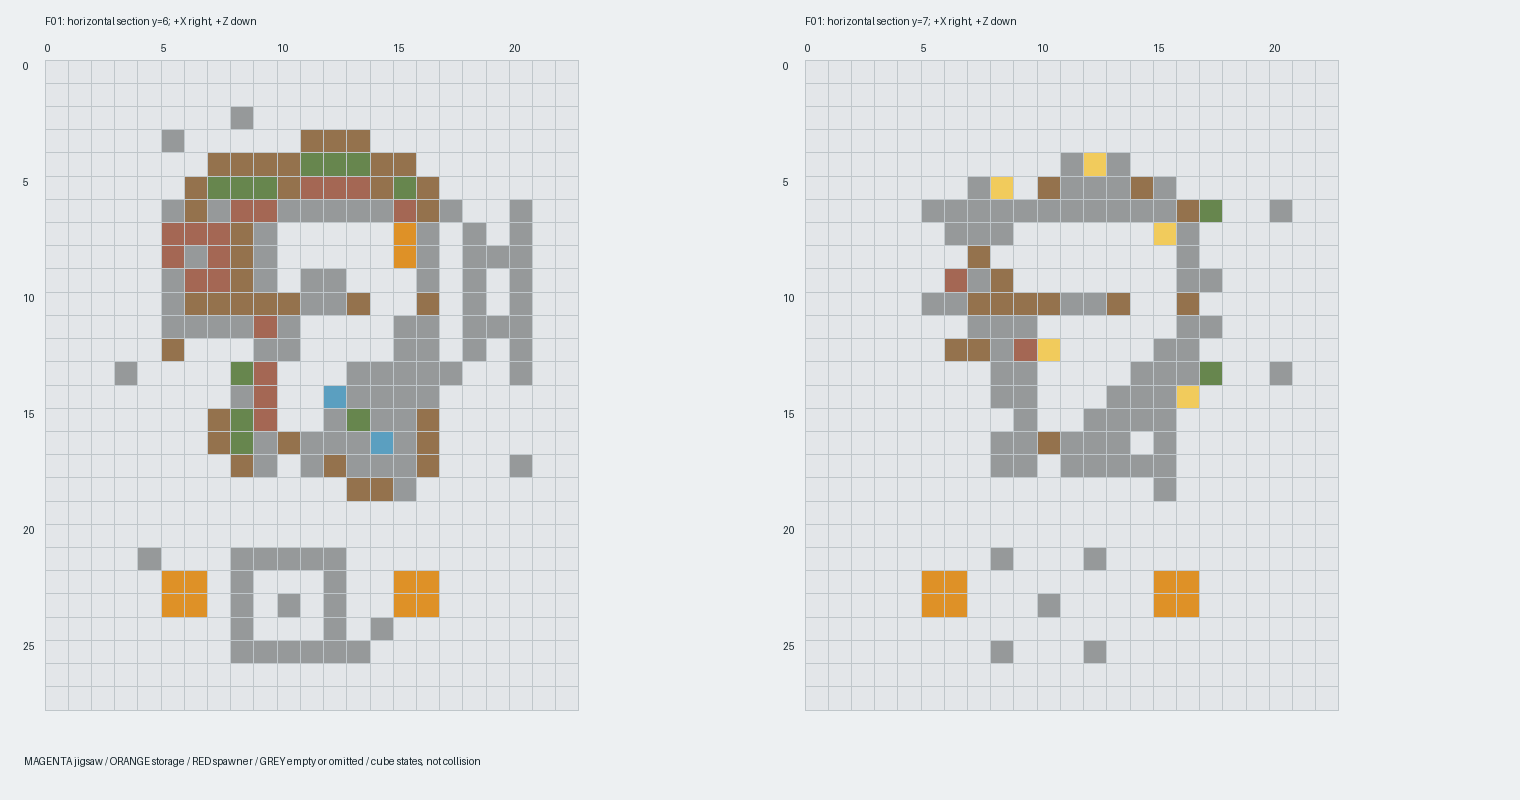 F01: horizontal section y=6; +X right, +Z down
F01: horizontal section y=7; +X right, +Z down
0 5 10 15 20
0 5 10 15 20
0
5
10
15
20
25
0
5
10
15
20
25
MAGENTA jigsaw / ORANGE storage / RED spawner / GREY empty or omitted / cube states, not collision